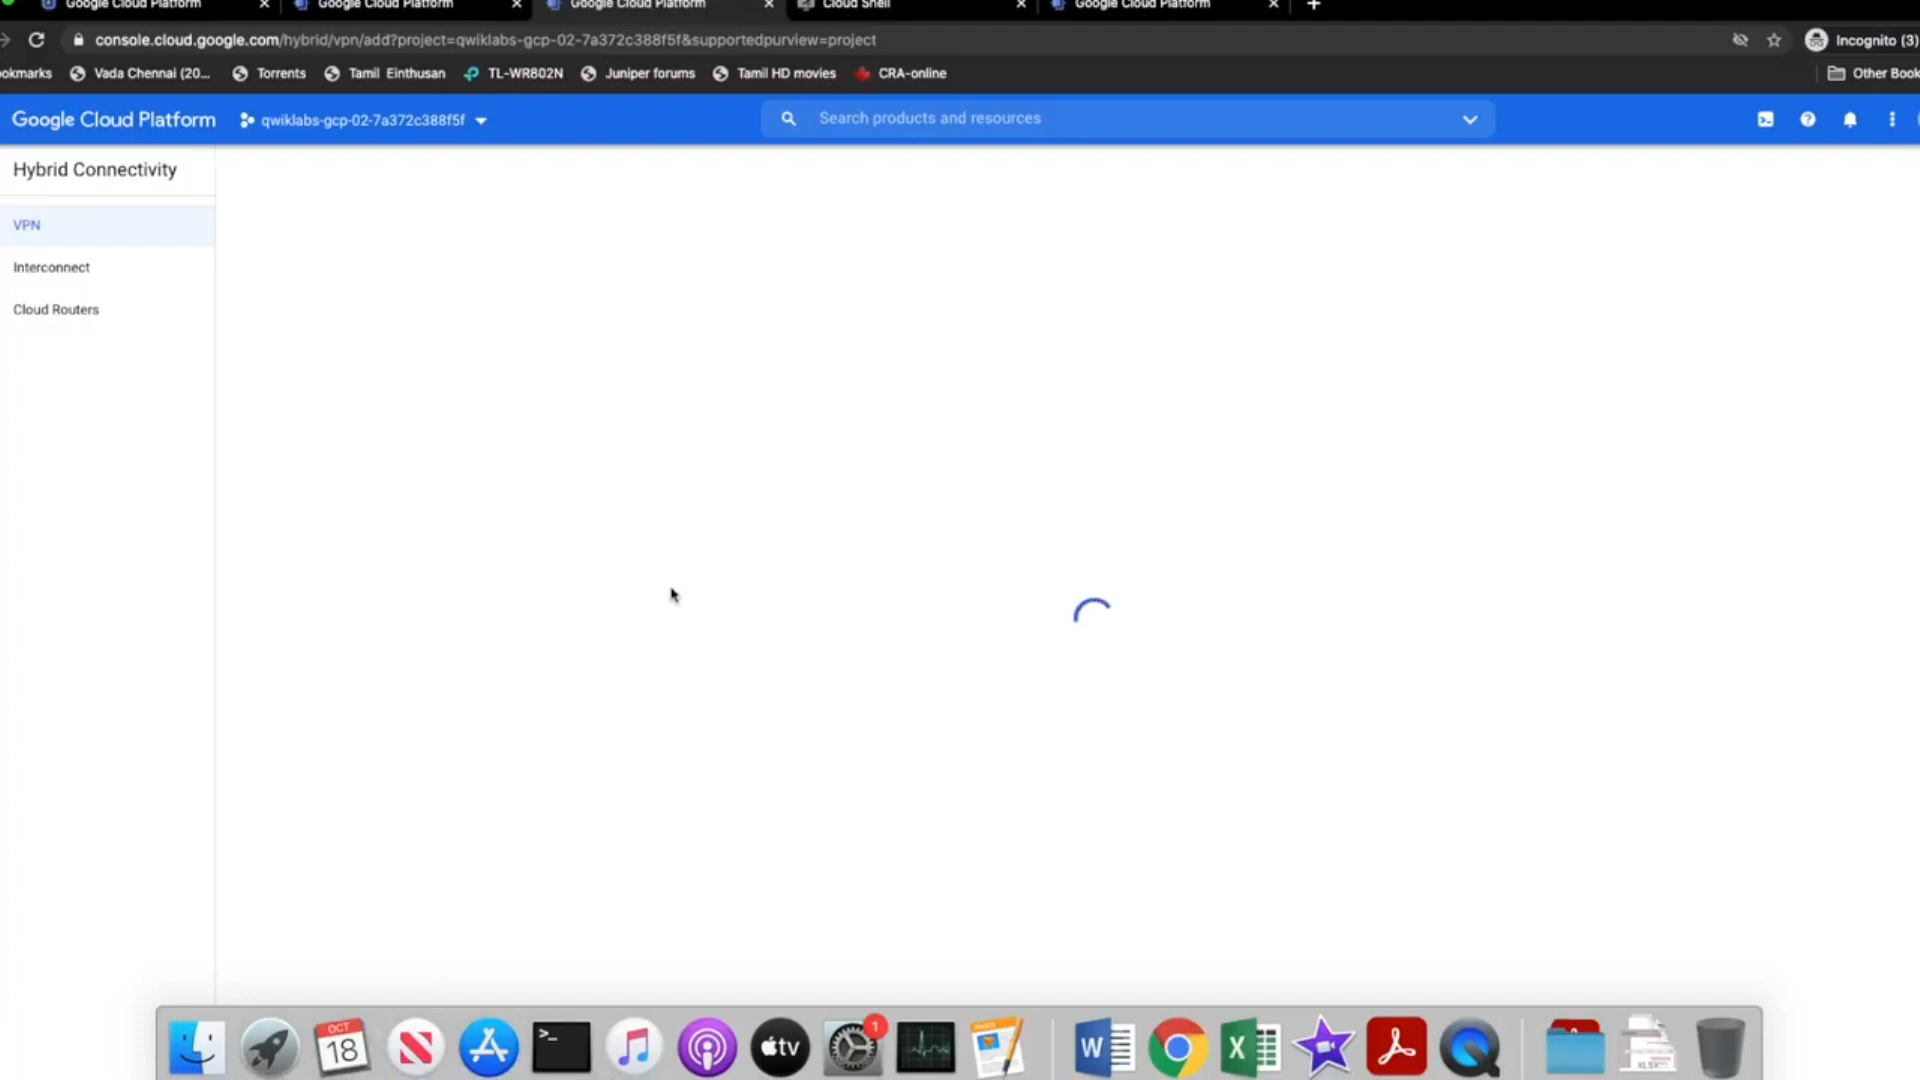 Google Cloud Platform
Google Cloud Platform
Google Cloud Platform
Cloud Shell
Google Cloud Platform
console.cloud.google.com/hybrid/vpn/add?project=qwiklabs-gcp-02-7a372c388f5f&supportedpurview=project
Incognito (3)
okmarks Vada Chennai (20... Torrents Tamil Einthusan TL-WR802N Juniper forums Tamil HD movies CRA-online Other Book
Google Cloud Platform qwiklabs-gcp-02-7a372c388f5f Search products and resources
Hybrid Connectivity
VPN
Interconnect
Cloud Routers
OCT
18
1
tv
PAGES
W
X
XLSX